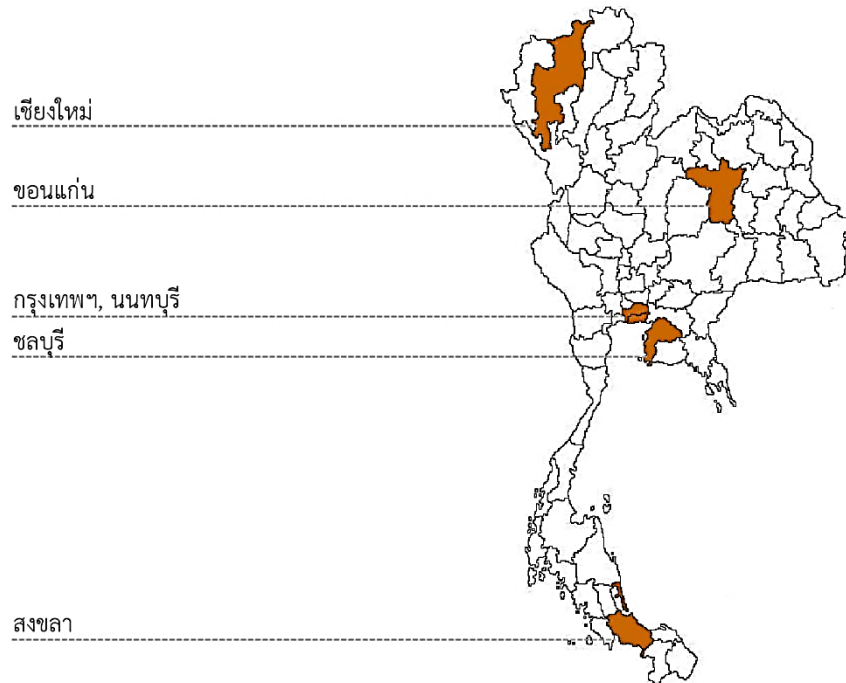 เชียงใหม่
ขอนแก่น
กรุงเทพฯ, นนทบุรี
ชลบุรี
สงขลา